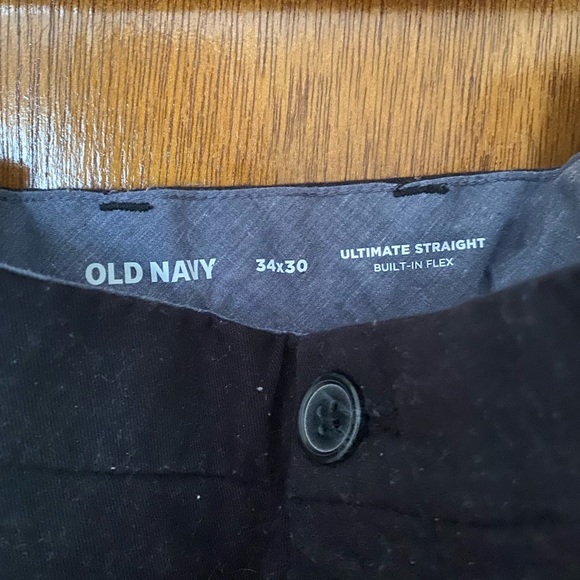 OLD NAVY
34x30
ULTIMATE STRAIGHT
BUILT-IN FLEX